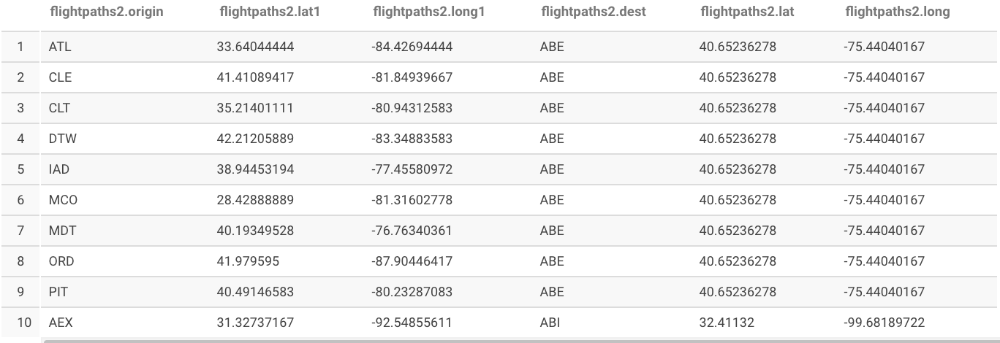 flightpaths2.origin flightpaths2.lat1 flightpaths2.long1 flightpaths2.dest flightpaths2.lat flightpaths2.long
1 ATL 33.64044444 -84.42694444 ABE 40.65236278 -75.44040167
2 CLE 41.41089417 -81.84939667 ABE 40.65236278 -75.44040167
3 CLT 35.21401111 -80.94312583 ABE 40.65236278 -75.44040167
4 DTW 42.21205889 -83.34883583 ABE 40.65236278 -75.44040167
5 IAD 38.94453194 -77.45580972 ABE 40.65236278 -75.44040167
6 MCO 28.42888889 -81.31602778 ABE 40.65236278 -75.44040167
7 MDT 40.19349528 -76.76340361 ABE 40.65236278 -75.44040167
8 ORD 41.979595 -87.90446417 ABE 40.65236278 -75.44040167
9 PIT 40.49146583 -80.23287083 ABE 40.65236278 -75.44040167
10 AEX 31.32737167 -92.54855611 ABI 32.41132 -99.68189722